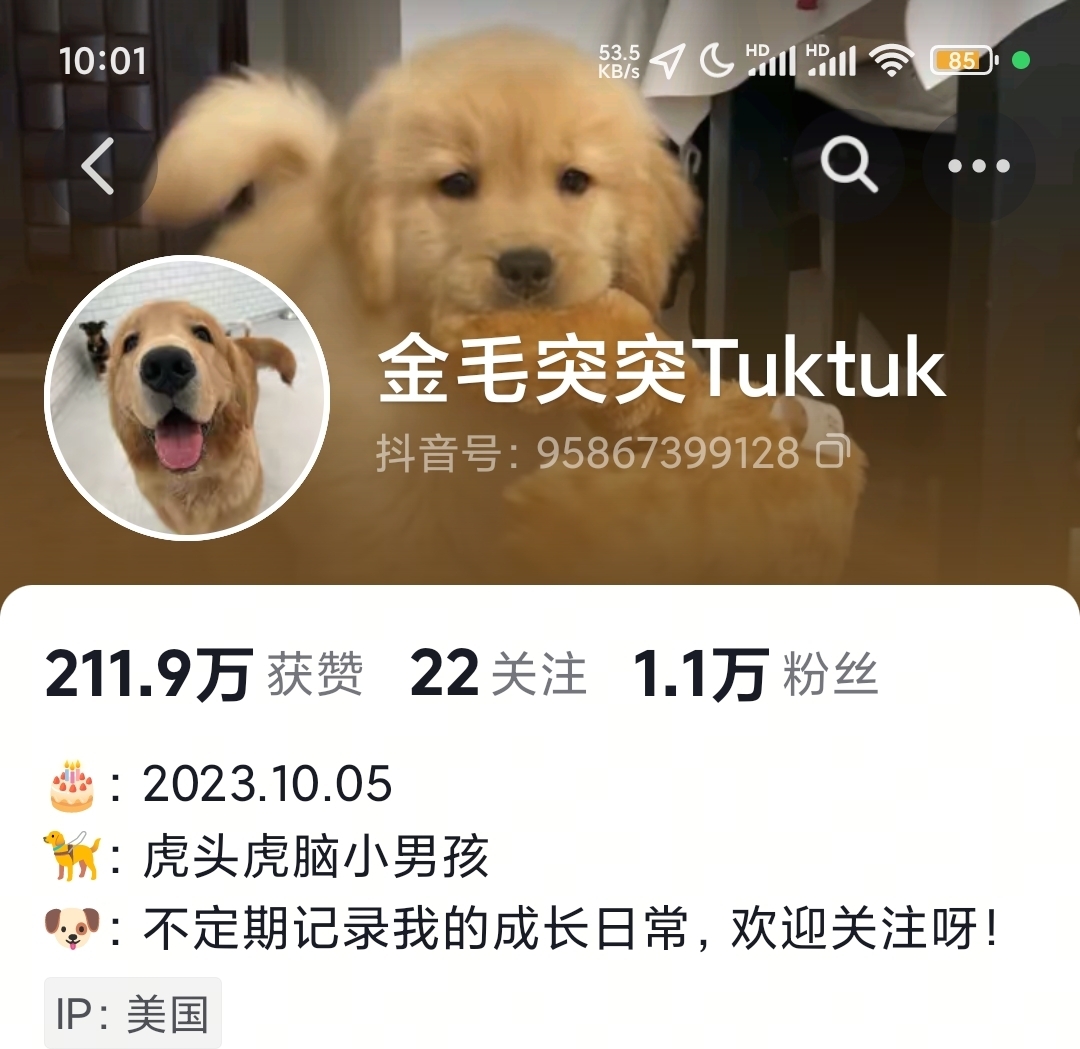 10:01
53.5 KB/s HD HD 85
金毛突突Tuktuk
抖音号：95867399128
211.9万 获赞 22 关注 1.1万 粉丝
🎂：2023.10.05
🦮：虎头虎脑小男孩
🐶：不定期记录我的成长日常，欢迎关注呀！
IP：美国